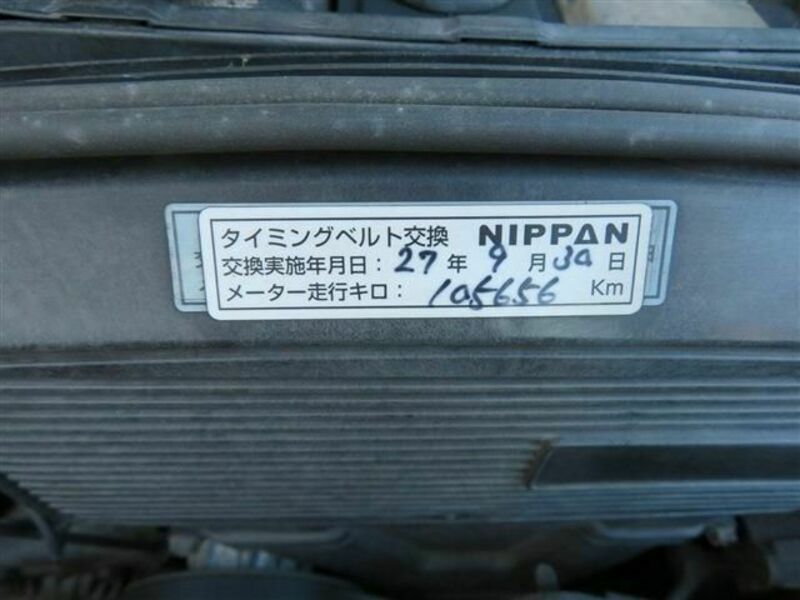 タイミングベルト交換 NIPPAN
交換実施年月日：27年 9月 30日
メーター走行キロ：105656 Km